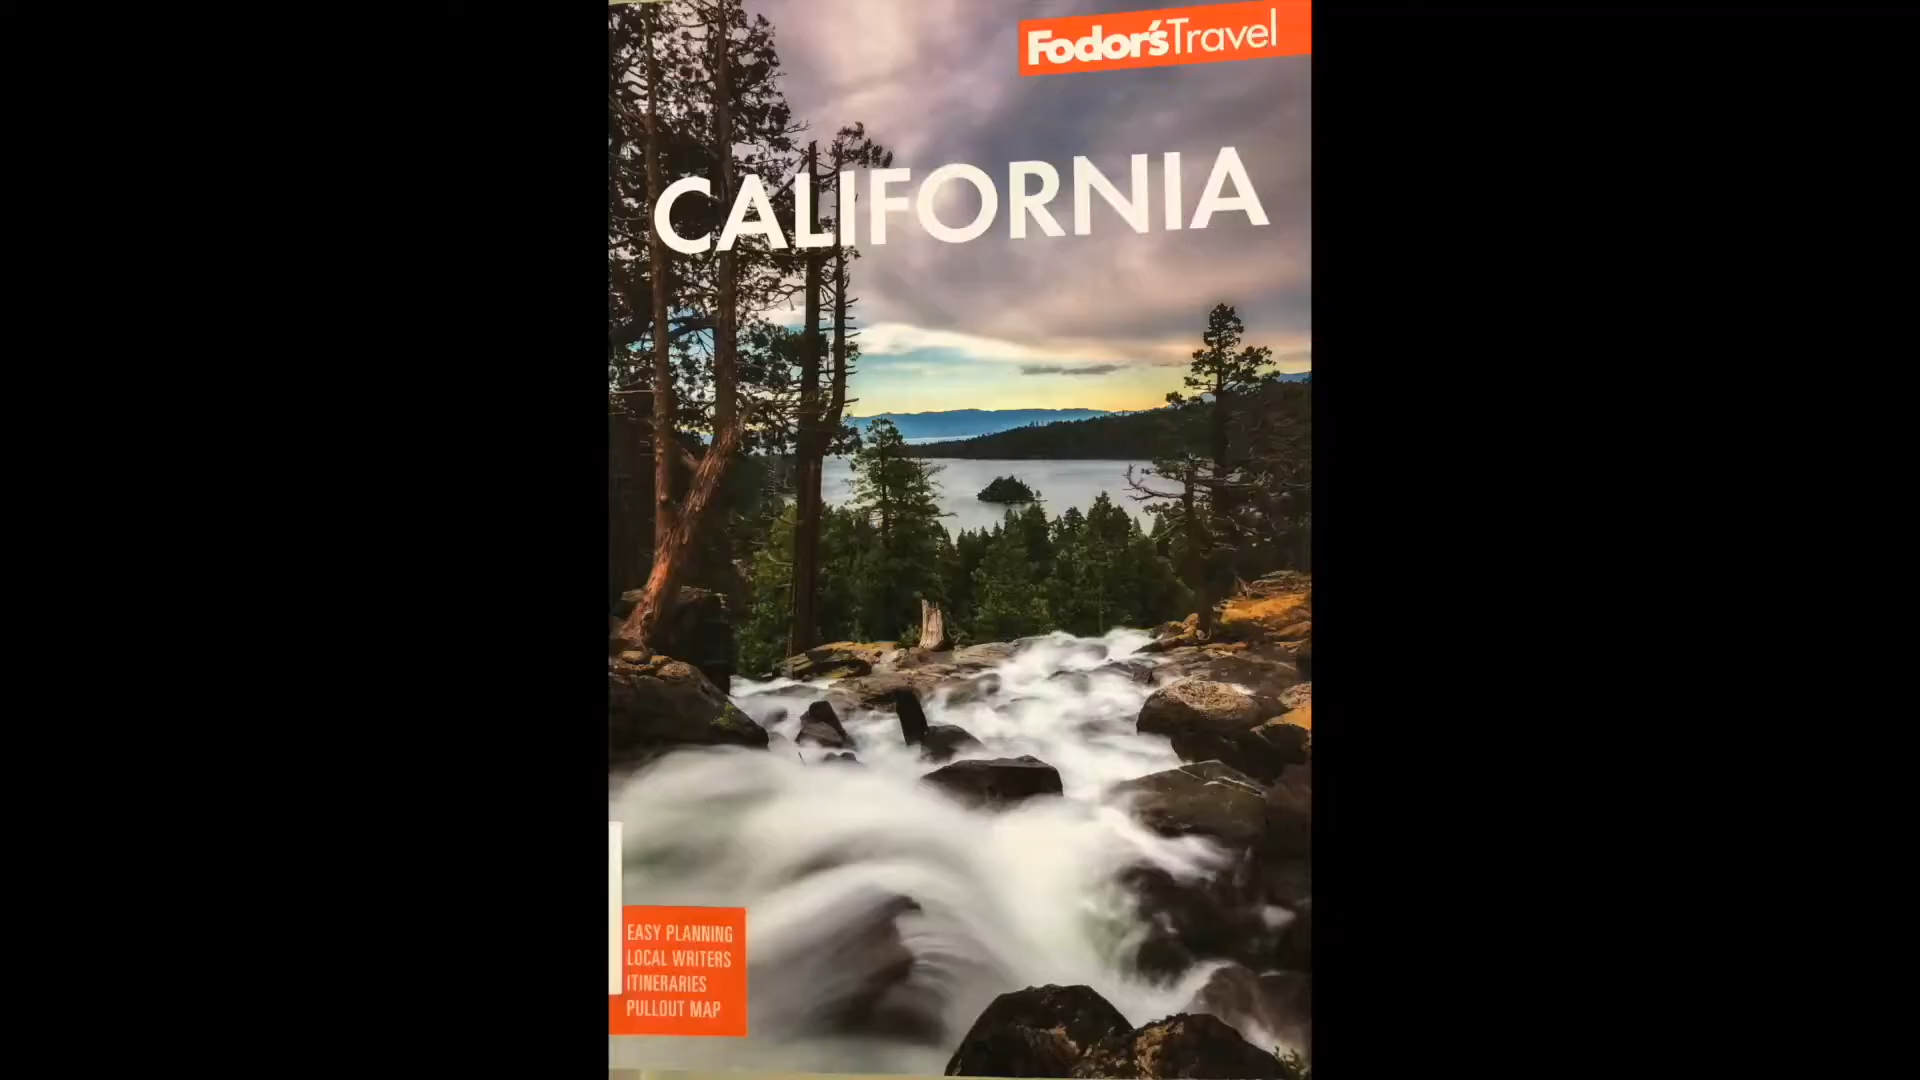 Fodor'sTravel
CALIFORNIA
EASY PLANNING
LOCAL WRITERS
ITINERARIES
PULLOUT MAP